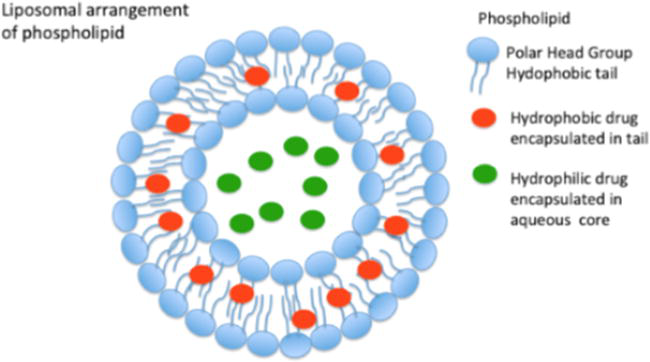 Liposomal arrangement
of phospholipid
Phospholipid
Polar Head Group
Hydophobic tail
Hydrophobic drug
encapsulated in tail
Hydrophilic drug
encapsulated in
aqueous core